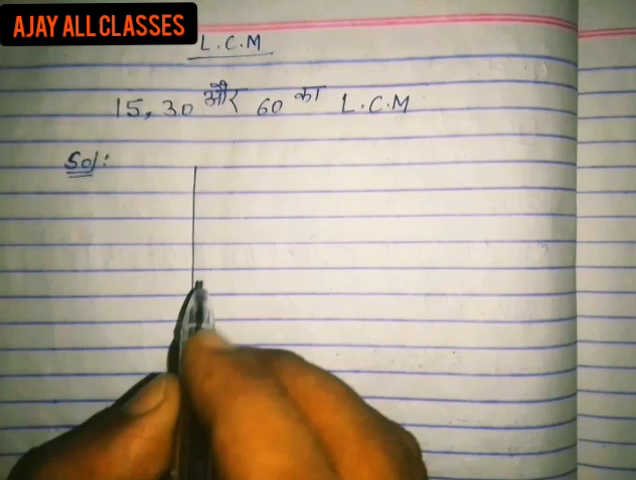 AJAY ALL CLASSES
L.C.M
15, 30 और 60 का L.C.M
Sol: